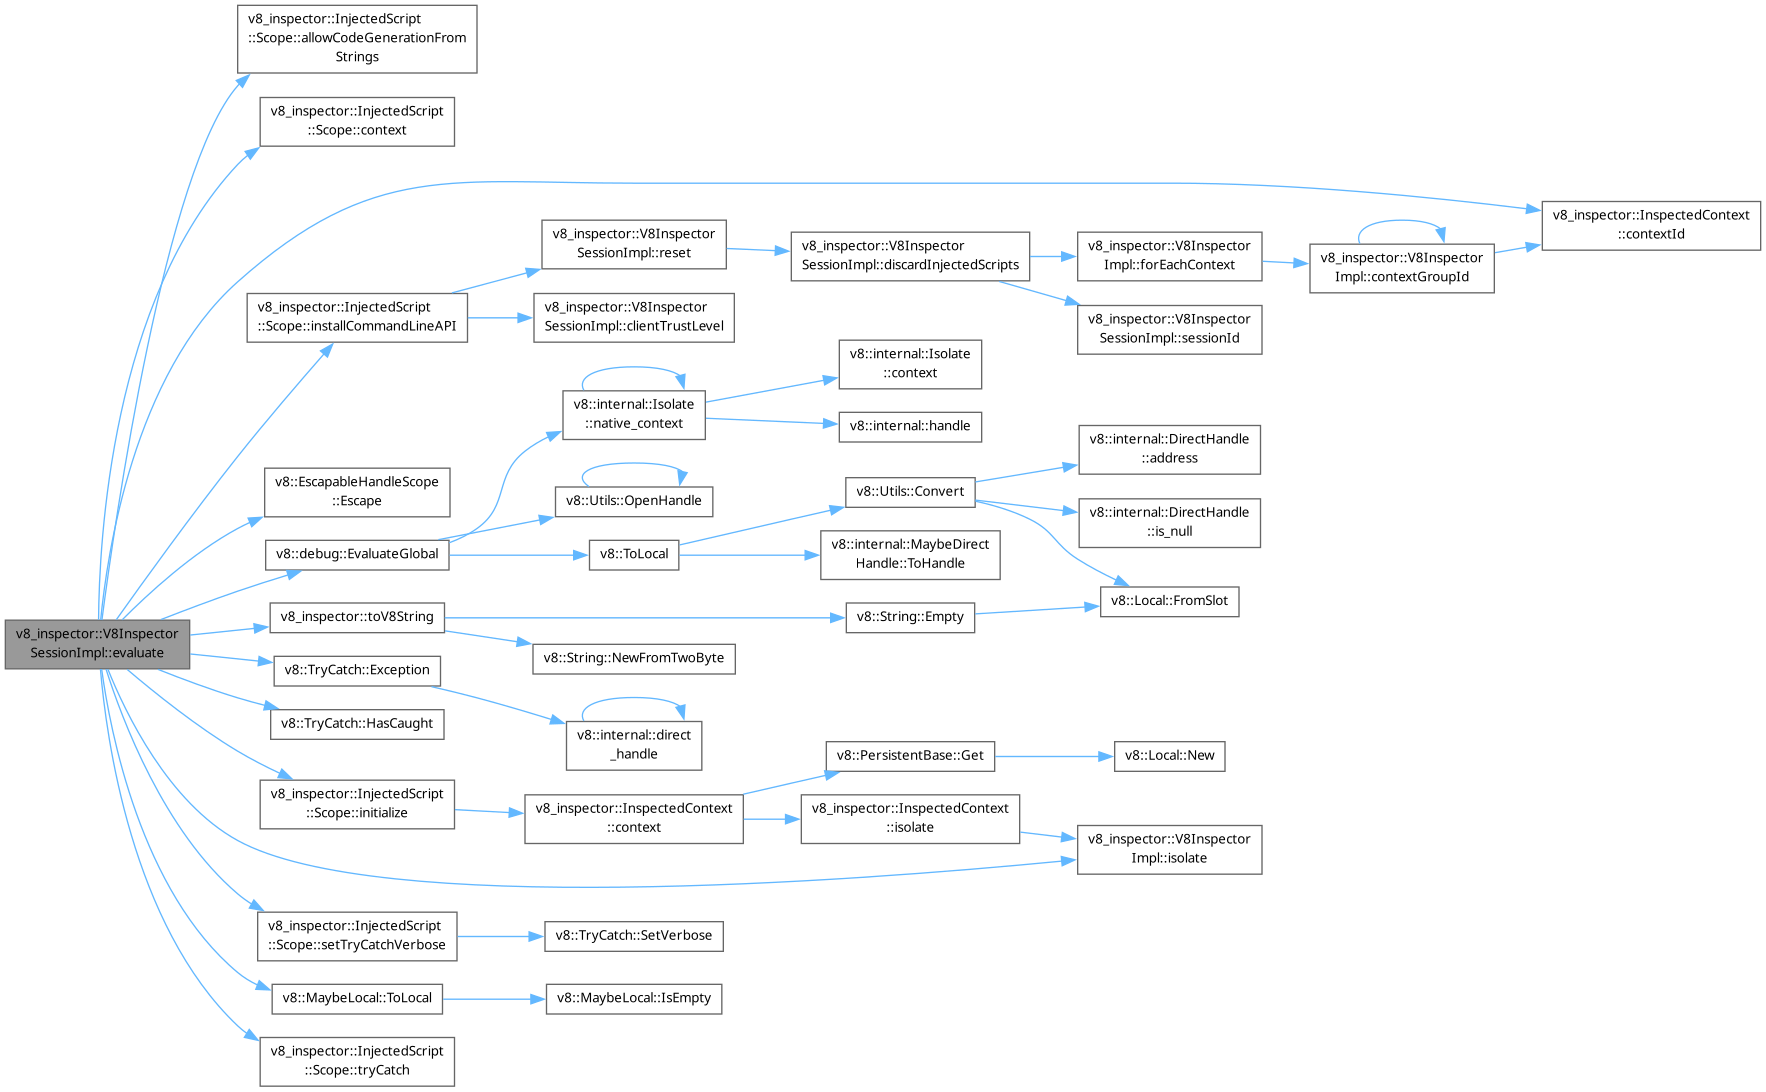 v8_inspector::InjectedScript
::Scope::allowCodeGenerationFrom
Strings
v8_inspector::InjectedScript
::Scope::context
v8_inspector::InspectedContext
::contextId
v8_inspector::V8Inspector
SessionImpl::reset
v8_inspector::V8Inspector
SessionImpl::discardInjectedScripts
v8_inspector::V8Inspector
Impl::forEachContext
v8_inspector::V8Inspector
Impl::contextGroupId
v8_inspector::InjectedScript
::Scope::installCommandLineAPI
v8_inspector::V8Inspector
SessionImpl::clientTrustLevel
v8_inspector::V8Inspector
SessionImpl::sessionId
v8::internal::Isolate
::context
v8::internal::Isolate
::native_context
v8::internal::handle
v8::internal::DirectHandle
::address
v8::EscapableHandleScope
::Escape
v8::Utils::OpenHandle
v8::Utils::Convert
v8::internal::DirectHandle
::is_null
v8::debug::EvaluateGlobal
v8::ToLocal
v8::internal::MaybeDirect
Handle::ToHandle
v8::Local::FromSlot
v8_inspector::V8Inspector
SessionImpl::evaluate
v8_inspector::toV8String
v8::String::Empty
v8::String::NewFromTwoByte
v8::TryCatch::Exception
v8::TryCatch::HasCaught
v8::internal::direct
_handle
v8::PersistentBase::Get
v8::Local::New
v8_inspector::InjectedScript
::Scope::initialize
v8_inspector::InspectedContext
::context
v8_inspector::InspectedContext
::isolate
v8_inspector::V8Inspector
Impl::isolate
v8_inspector::InjectedScript
::Scope::setTryCatchVerbose
v8::TryCatch::SetVerbose
v8::MaybeLocal::ToLocal
v8::MaybeLocal::IsEmpty
v8_inspector::InjectedScript
::Scope::tryCatch